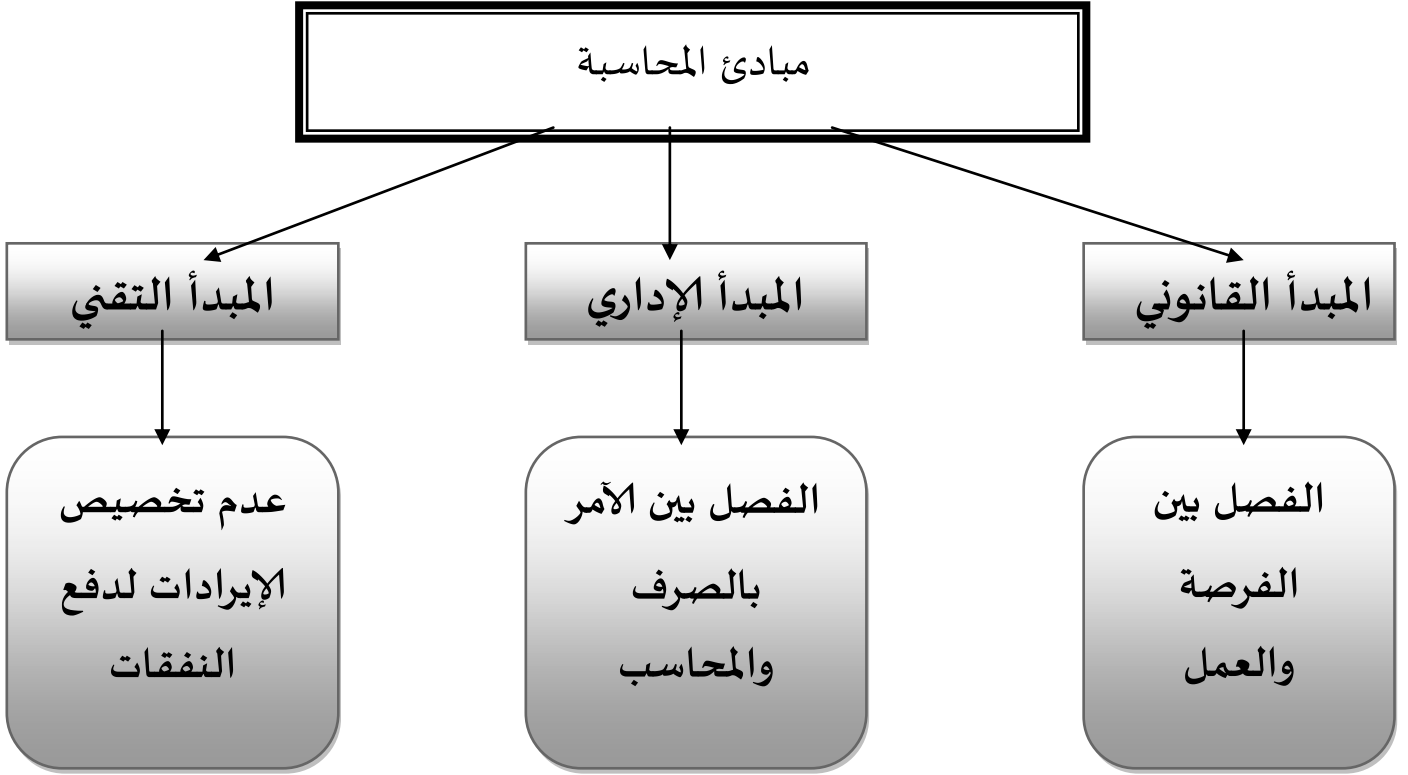 مبادئ المحاسبة
المبدأ القانوني
المبدأ الإداري
المبدأ التقني
الفصل بين
الفرصة
والعمل
الفصل بين الآمر
بالصرف
والمحاسب
عدم تخصيص
الإيرادات لدفع
النفقات